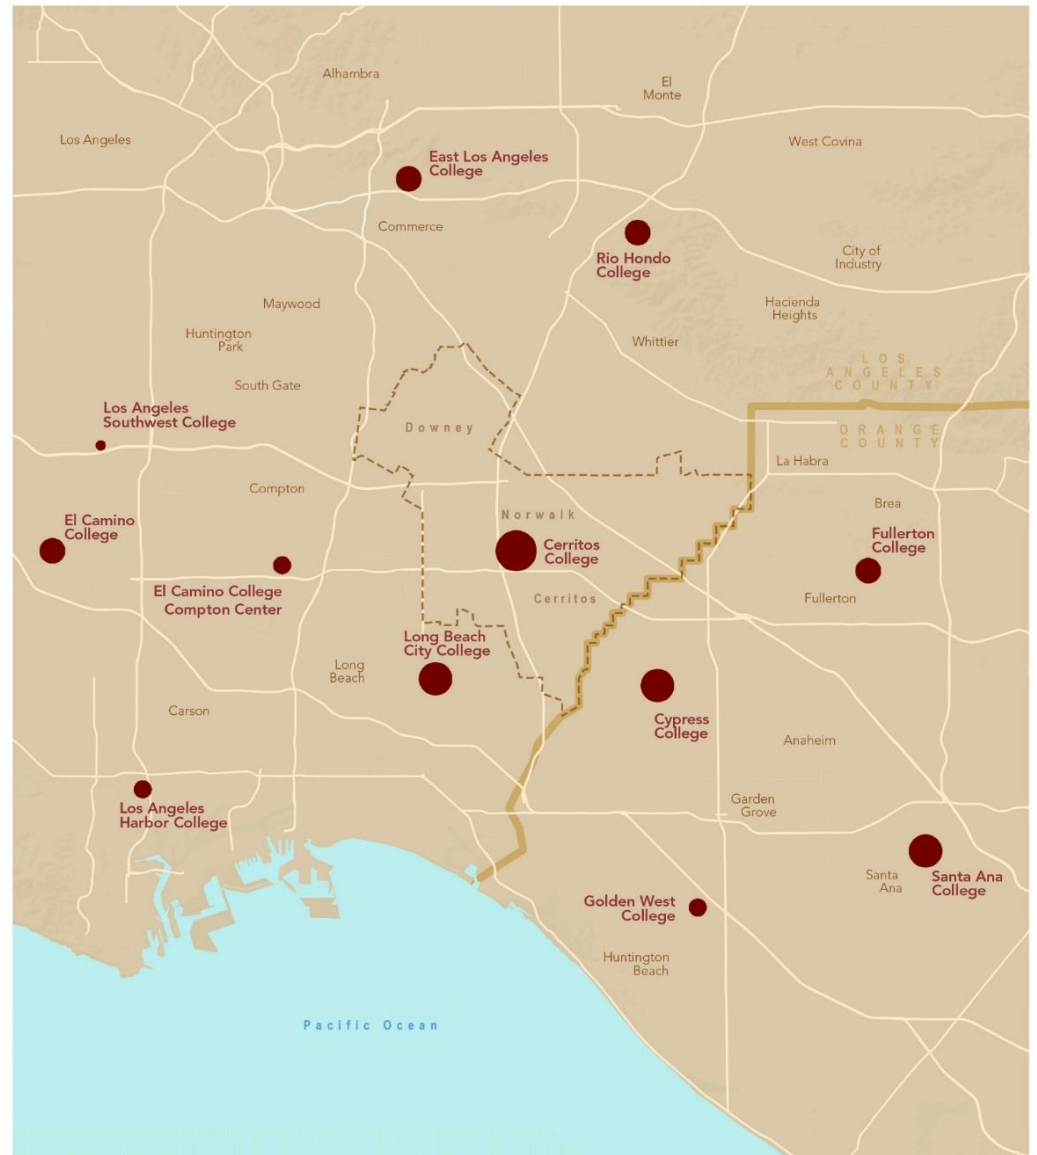 Alhambra
El
Monte
Los Angeles
West Covina
East Los Angeles
College
Commerce
Rio Hondo
College
City of
Industry
Maywood
Hacienda
Heights
Huntington
Park
Whittier
South Gate
LOS
ANGELES
COUNTY
Los Angeles
Southwest College
Downey
ORANGE
COUNTY
La Habra
Compton
Brea
El Camino
College
Norwalk
Cerritos
College
Fullerton
College
El Camino College
Compton Center
Cerritos
Fullerton
Long Beach
City College
Long
Beach
Carson
Cypress
College
Anaheim
Los Angeles
Harbor College
Garden
Grove
Santa
Ana
Santa Ana
College
Golden West
College
Huntington
Beach
Pacific Ocean